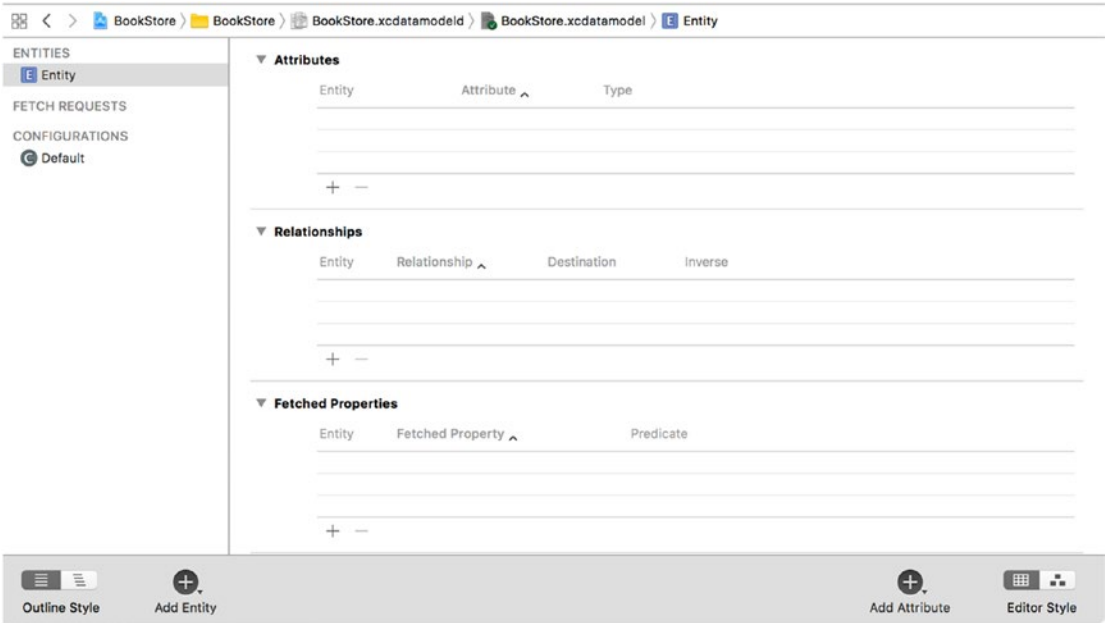 BookStore 〉 BookStore 〉 BookStore.xcdatamodeld 〉 BookStore.xcdatamodel 〉 E Entity
ENTITIES
E Entity
FETCH REQUESTS
CONFIGURATIONS
C Default
Attributes
Entity Attribute Type
+ −
Relationships
Entity Relationship Destination Inverse
+ −
Fetched Properties
Entity Fetched Property Predicate
+ −
Outline Style Add Entity Add Attribute Editor Style